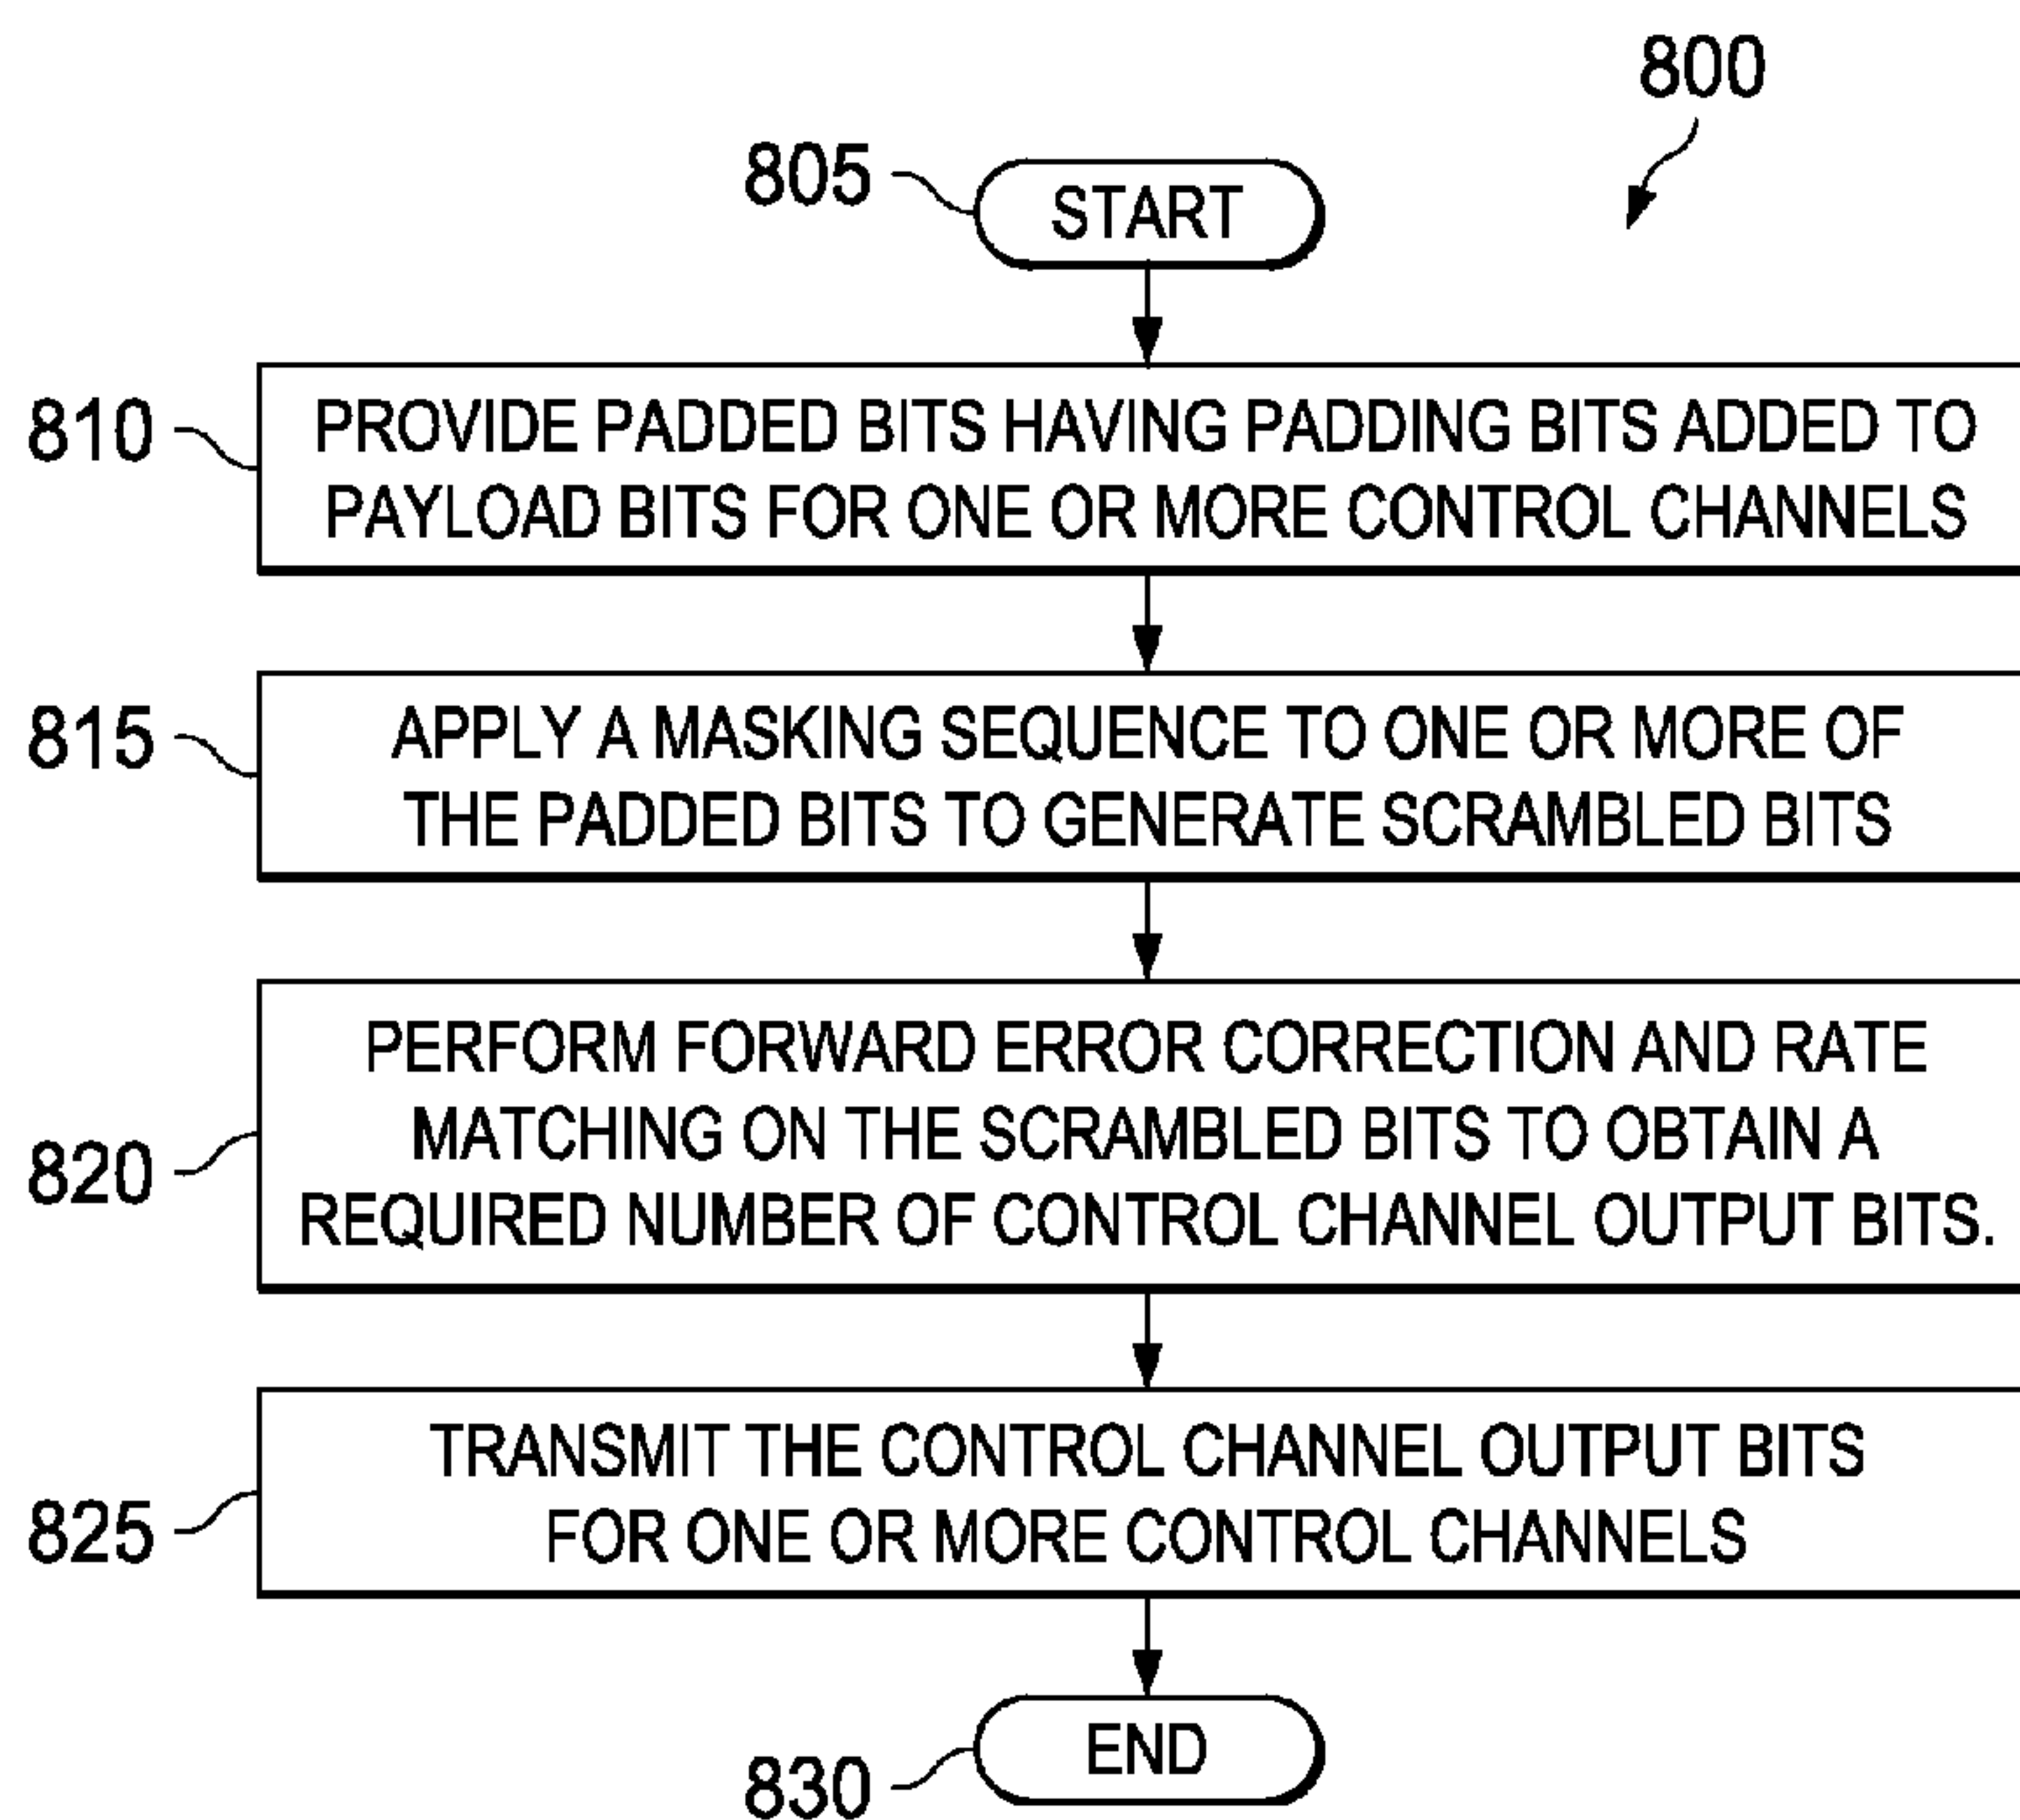 800
805
START
810
PROVIDE PADDED BITS HAVING PADDING BITS ADDED TO
PAYLOAD BITS FOR ONE OR MORE CONTROL CHANNELS
815
APPLY A MASKING SEQUENCE TO ONE OR MORE OF
THE PADDED BITS TO GENERATE SCRAMBLED BITS
820
PERFORM FORWARD ERROR CORRECTION AND RATE
MATCHING ON THE SCRAMBLED BITS TO OBTAIN A
REQUIRED NUMBER OF CONTROL CHANNEL OUTPUT BITS.
825
TRANSMIT THE CONTROL CHANNEL OUTPUT BITS
FOR ONE OR MORE CONTROL CHANNELS
830
END